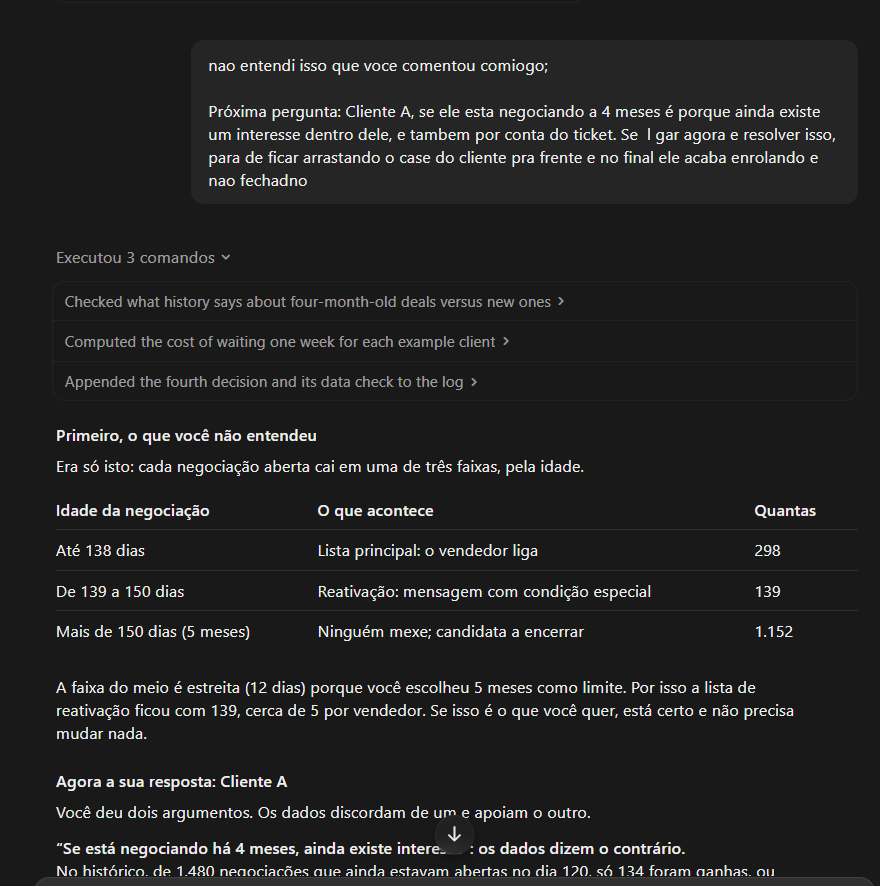 nao entendi isso que voce comentou comiogo;
Próxima pergunta: Cliente A, se ele esta negociando a 4 meses é porque ainda existe
um interesse dentro dele, e tambem por conta do ticket. Se l gar agora e resolver isso,
para de ficar arrastando o case do cliente pra frente e no final ele acaba enrolando e
nao fechadno
Executou 3 comandos
Checked what history says about four-month-old deals versus new ones
Computed the cost of waiting one week for each example client
Appended the fourth decision and its data check to the log
Primeiro, o que você não entendeu
Era só isto: cada negociação aberta cai em uma de três faixas, pela idade.
Idade da negociação O que acontece Quantas
Até 138 dias Lista principal: o vendedor liga 298
De 139 a 150 dias Reativação: mensagem com condição especial 139
Mais de 150 dias (5 meses) Ninguém mexe; candidata a encerrar 1.152
A faixa do meio é estreita (12 dias) porque você escolheu 5 meses como limite. Por isso a lista de
reativação ficou com 139, cerca de 5 por vendedor. Se isso é o que você quer, está certo e não precisa
mudar nada.
Agora a sua resposta: Cliente A
Você deu dois argumentos. Os dados discordam de um e apoiam o outro.
“Se está negociando há 4 meses, ainda existe : os dados dizem o contrário.
No histórico, de 1.480 negociações que ainda estavam abertas no dia 120, só 134 foram ganhas, ou